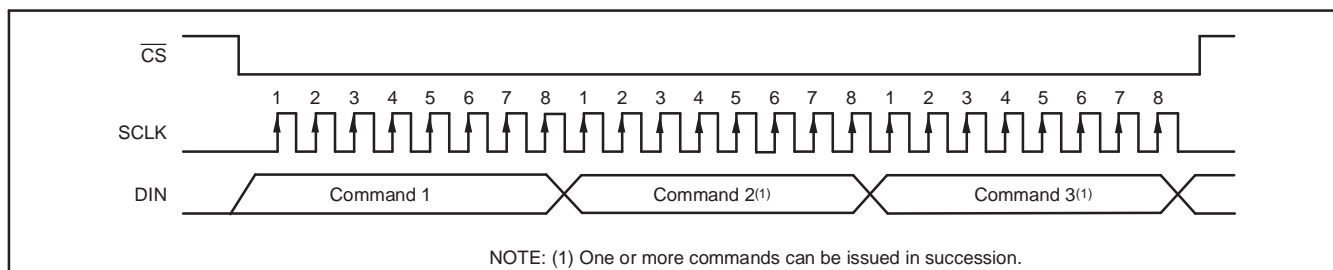 CS
1 2 3 4 5 6 7 8 1 2 3 4 5 6 7 8 1 2 3 4 5 6 7 8
SCLK
DIN Command 1 Command 2(1) Command 3(1)
NOTE: (1) One or more commands can be issued in succession.